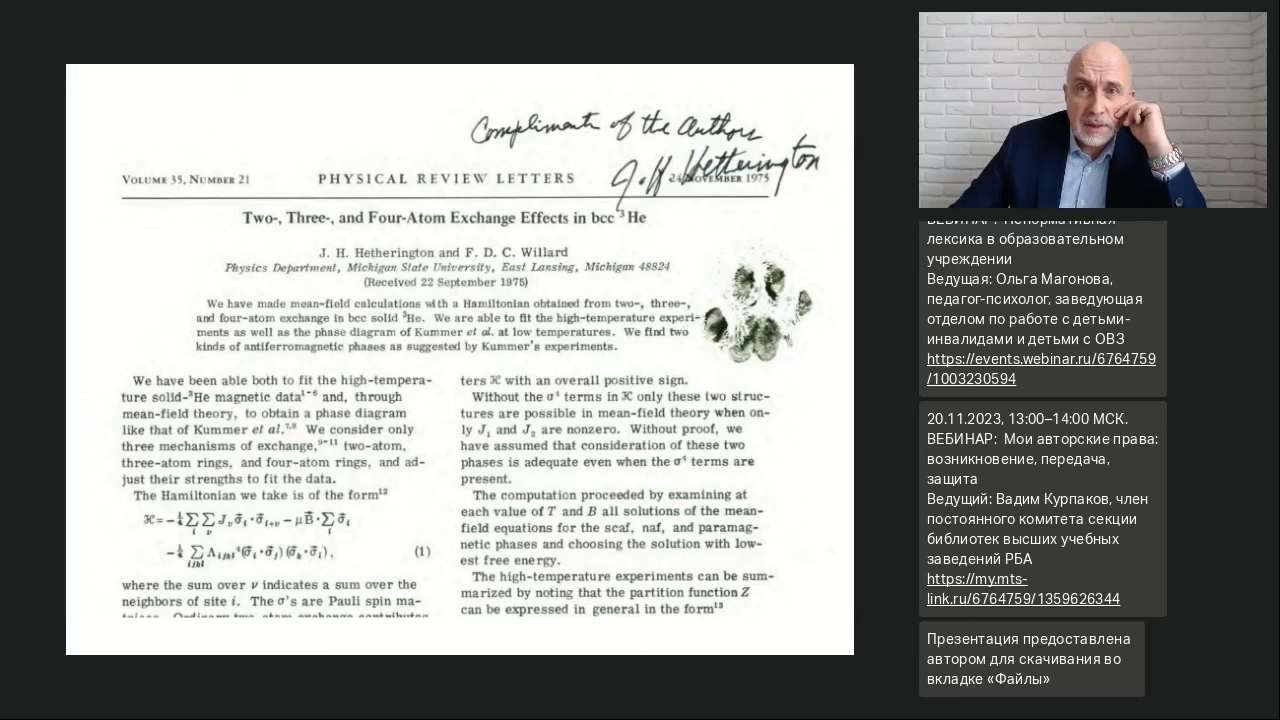 Compliments of the Authors
J. H. Hetherington
VOLUME 35, NUMBER 21 PHYSICAL REVIEW LETTERS 24 NOVEMBER 1975
Two-, Three-, and Four-Atom Exchange Effects in bcc ³He
J. H. Hetherington and F. D. C. Willard
Physics Department, Michigan State University, East Lansing, Michigan 48824
(Received 22 September 1975)
We have made mean-field calculations with a Hamiltonian obtained from two-, three-,
and four-atom exchange in bcc solid ³He. We are able to fit the high-temperature experi-
ments as well as the phase diagram of Kummer et al. at low temperatures. We find two
kinds of antiferromagnetic phases as suggested by Kummer's experiments.
We have been able both to fit the high-tempera-
ture solid-³He magnetic data¹⁻⁶ and, through
mean-field theory, to obtain a phase diagram
like that of Kummer et al.⁷,⁸ We consider only
three mechanisms of exchange,⁹⁻¹¹ two-atom,
three-atom rings, and four-atom rings, and ad-
just their strengths to fit the data.
The Hamiltonian we take is of the form¹²
(1)
where the sum over ν indicates a sum over the
neighbors of site i. The σ's are Pauli spin ma-
ters ℋ with an overall positive sign.
Without the σ⁴ terms in ℋ only these two struc-
tures are possible in mean-field theory when on-
ly J₁ and J₂ are nonzero. Without proof, we
have assumed that consideration of these two
phases is adequate even when the σ⁴ terms are
present.
The computation proceeded by examining at
each value of T and B all solutions of the mean-
field equations for the scaf, naf, and paramag-
netic phases and choosing the solution with low-
est free energy.
The high-temperature experiments can be sum-
marized by noting that the partition function Z
can be expressed in general in the form¹³
ВЕБИНАР: Ненормативная
лексика в образовательном
учреждении
Ведущая: Ольга Магонова,
педагог-психолог, заведующая
отделом по работе с детьми-
инвалидами и детьми с ОВЗ
https://events.webinar.ru/6764759
/1003230594
20.11.2023, 13:00–14:00 МСК.
ВЕБИНАР: Мои авторские права:
возникновение, передача,
защита
Ведущий: Вадим Курпаков, член
постоянного комитета секции
библиотек высших учебных
заведений РБА
https://my.mts-
link.ru/6764759/1359626344
Презентация предоставлена
автором для скачивания во
вкладке «Файлы»